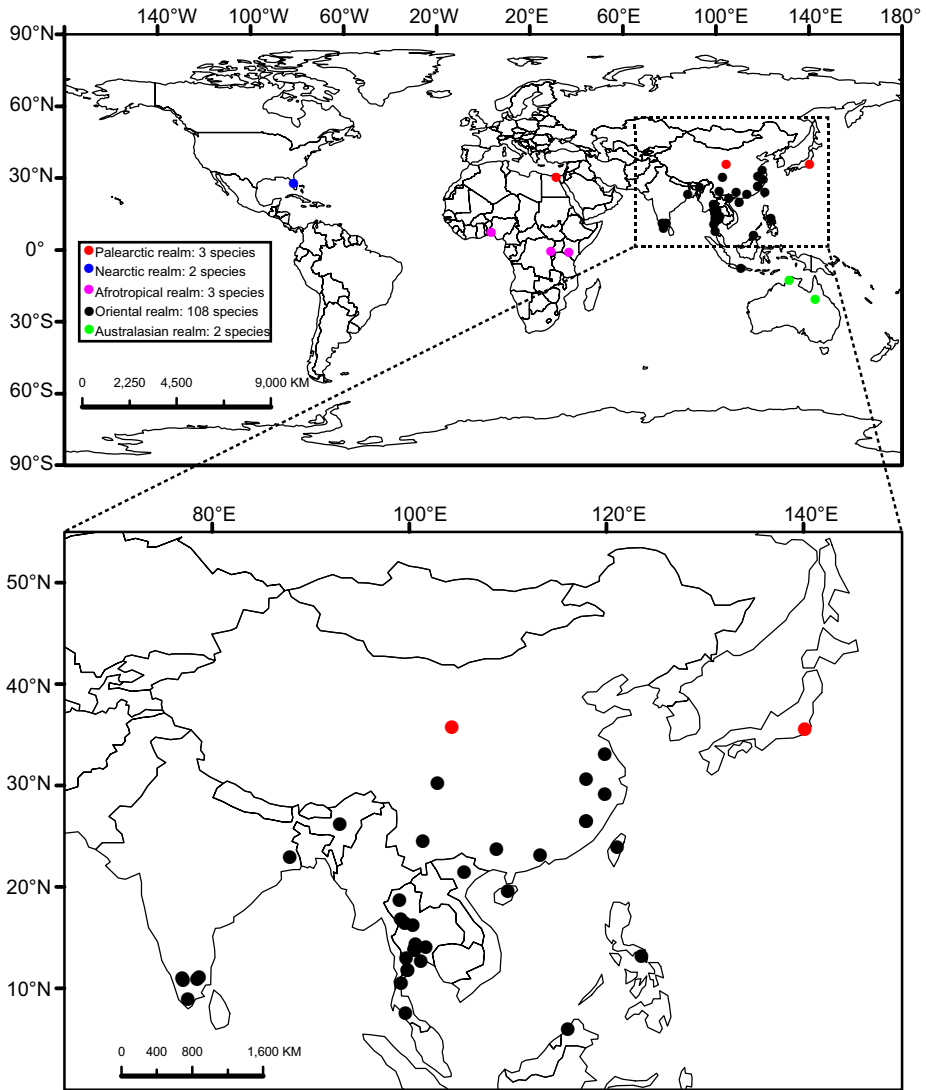 140°W 100°W 60°W 20°W 20°E 60°E 100°E 140°E 180°
90°N
60°N
30°N
0°
30°S
60°S
90°S
Palearctic realm: 3 species
Nearctic realm: 2 species
Afrotropical realm: 3 species
Oriental realm: 108 species
Australasian realm: 2 species
0 2,250 4,500 9,000 KM
80°E 100°E 120°E 140°E
50°N
40°N
30°N
20°N
10°N
0 400 800 1,600 KM